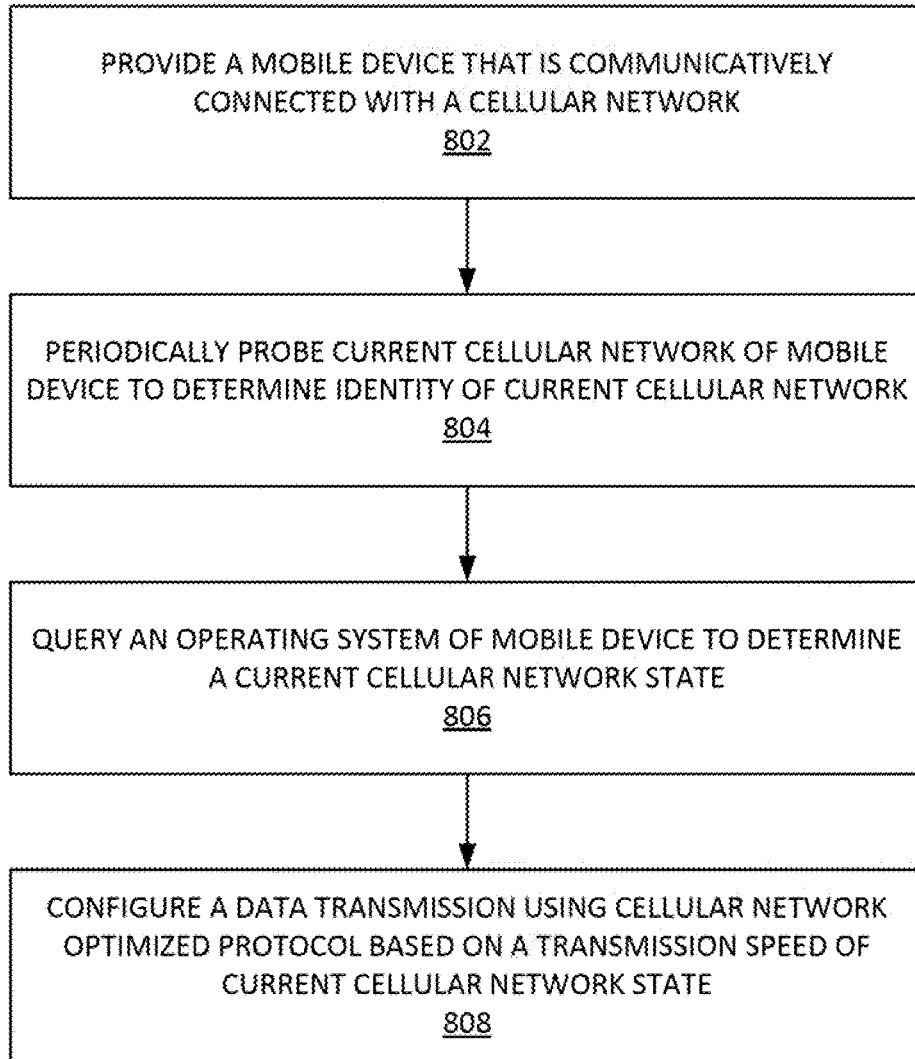 PROVIDE A MOBILE DEVICE THAT IS COMMUNICATIVELY
CONNECTED WITH A CELLULAR NETWORK
802
PERIODICALLY PROBE CURRENT CELLULAR NETWORK OF MOBILE
DEVICE TO DETERMINE IDENTITY OF CURRENT CELLULAR NETWORK
804
QUERY AN OPERATING SYSTEM OF MOBILE DEVICE TO DETERMINE
A CURRENT CELLULAR NETWORK STATE
806
CONFIGURE A DATA TRANSMISSION USING CELLULAR NETWORK
OPTIMIZED PROTOCOL BASED ON A TRANSMISSION SPEED OF
CURRENT CELLULAR NETWORK STATE
808